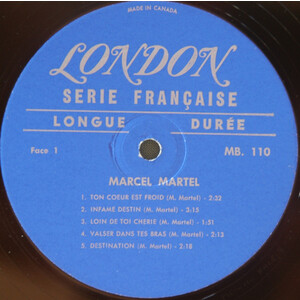 MADE IN CANADA
LONDON
SERIE FRANÇAISE
LONGUE DURÉE
Face 1 MB. 110
MARCEL MARTEL
1. TON COEUR EST FROID (M. Martel) - 2:32
2. INFAME DESTIN (M. Martel) - 3:15
3. LOIN DE TOI CHERIE (M. Martel) - 1:51
4. VALSER DANS TES BRAS (M. Martel) - 2:13
5. DESTINATION (M. Martel) - 2:18